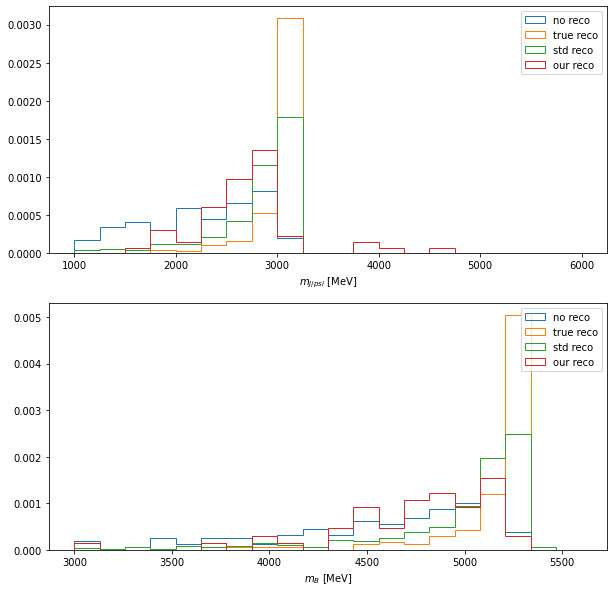 0.0030
0.0025
0.0020
0.0015
0.0010
0.0005
0.0000
no reco
true reco
std reco
our reco
1000 2000 3000 4000 5000 6000
m_{J/psi} [MeV]
0.005
0.004
0.003
0.002
0.001
0.000
no reco
true reco
std reco
our reco
3000 3500 4000 4500 5000 5500
m_B [MeV]